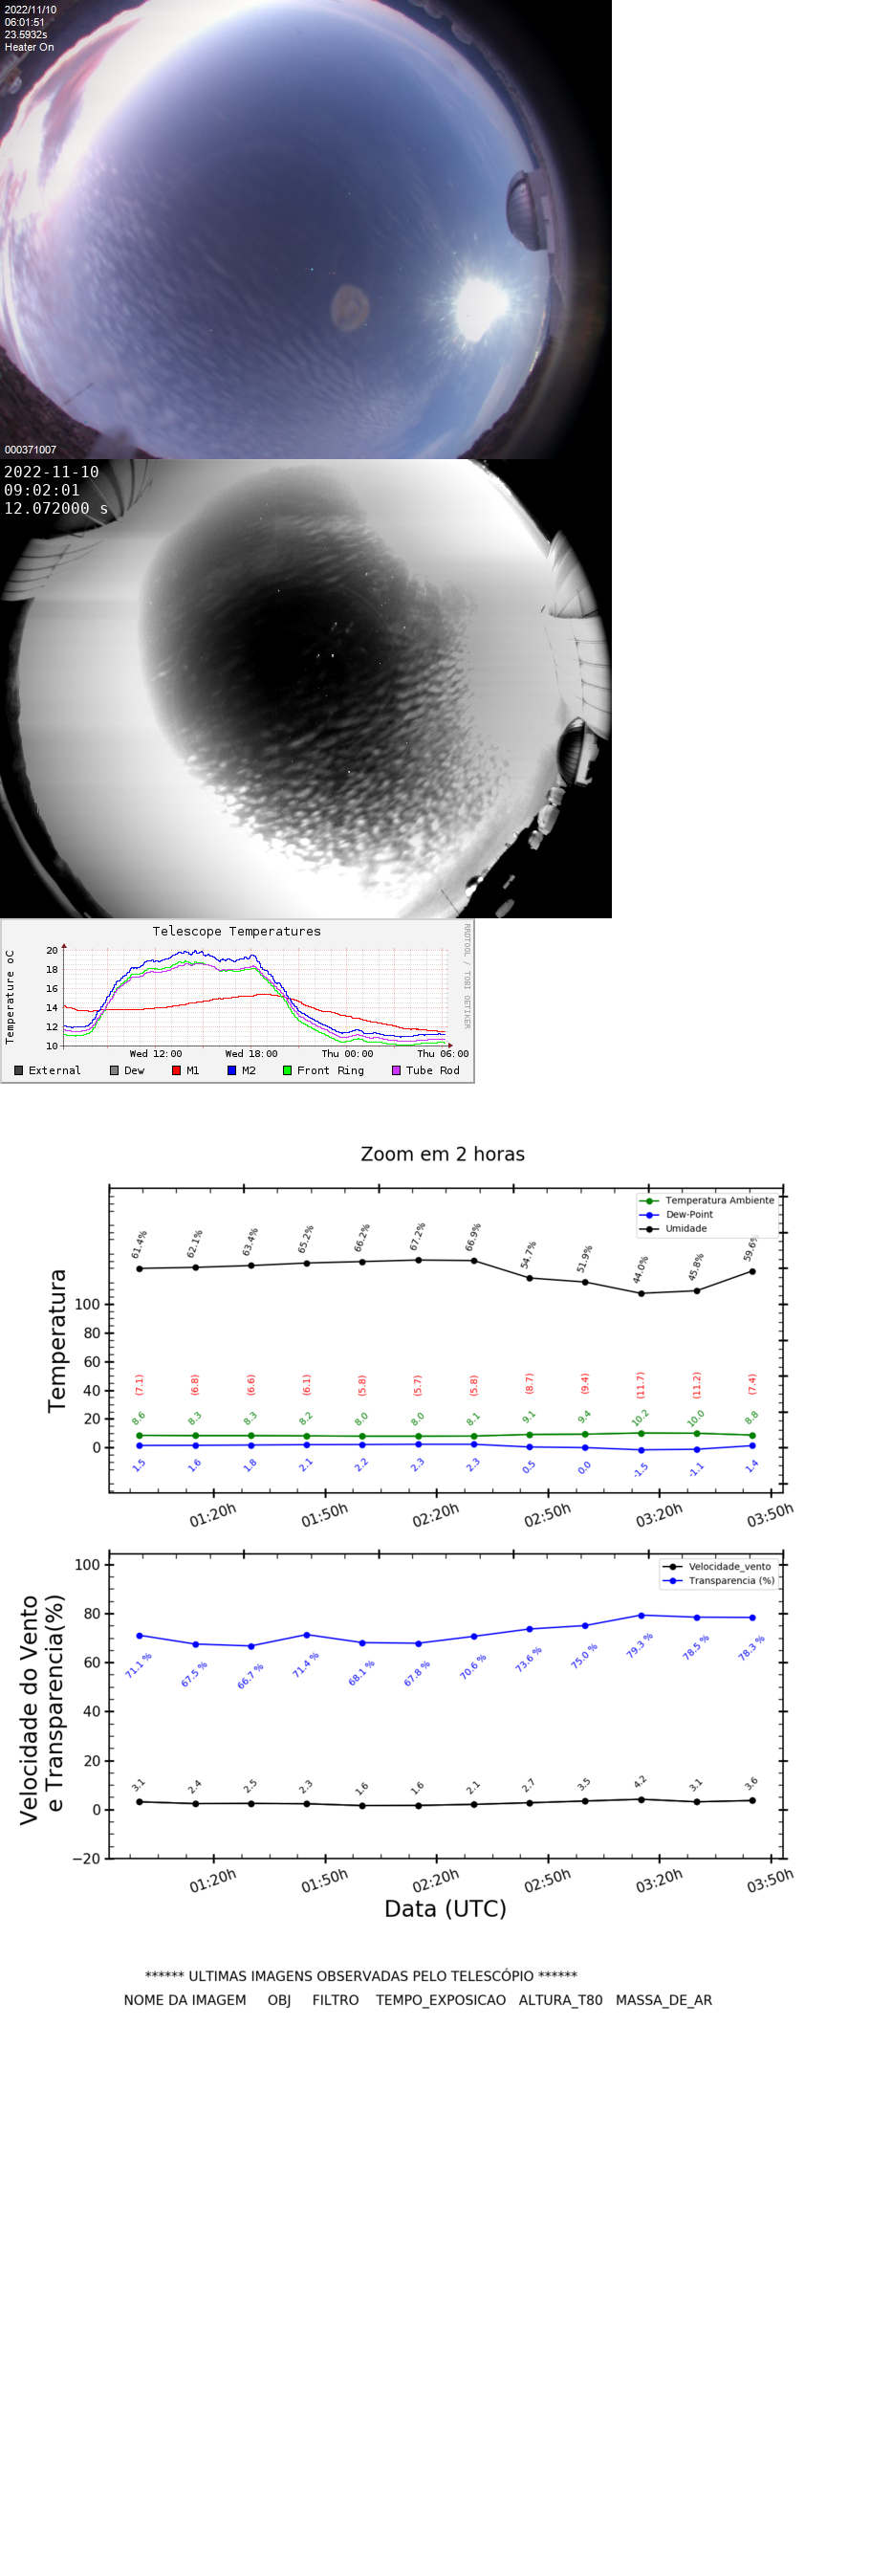 2022/11/10
06:01:51
23.5932s
Heater On
000371007
2022-11-10
09:02:01
12.072000 s
Telescope Temperatures
RRDTOOL / TOBI OETIKER
Temperature oC
20
18
16
14
12
10
Wed 12:00 Wed 18:00 Thu 00:00 Thu 06:00
External Dew M1 M2 Front Ring Tube Rod
Zoom em 2 horas
Temperatura Ambiente
Dew-Point
Umidade
61.4% 62.1% 63.4% 65.2% 66.2% 67.2% 66.9% 54.7% 51.9% 44.0% 45.8% 59.6%
Temperatura
100
80
60
40
20
0
(7.1) (6.8) (6.6) (6.1) (5.8) (5.7) (5.8) (8.7) (9.4) (11.7) (11.2) (7.4)
8.6 8.3 8.3 8.2 8.0 8.0 8.1 9.1 9.4 10.2 10.0 8.8
1.5 1.6 1.8 2.1 2.2 2.3 2.3 0.5 0.0 -1.5 -1.1 1.4
01:20h 01:50h 02:20h 02:50h 03:20h 03:50h
Velocidade_vento
Transparencia (%)
Velocidade do Vento
e Transparencia(%)
100
80
60
40
20
0
−20
71.1 % 67.5 % 66.7 % 71.4 % 68.1 % 67.8 % 70.6 % 73.6 % 75.0 % 79.3 % 78.5 % 78.3 %
3.1 2.4 2.5 2.3 1.6 1.6 2.1 2.7 3.5 4.2 3.1 3.6
01:20h 01:50h 02:20h 02:50h 03:20h 03:50h
Data (UTC)
****** ULTIMAS IMAGENS OBSERVADAS PELO TELESCÓPIO ******
NOME DA IMAGEM OBJ FILTRO TEMPO_EXPOSICAO ALTURA_T80 MASSA_DE_AR